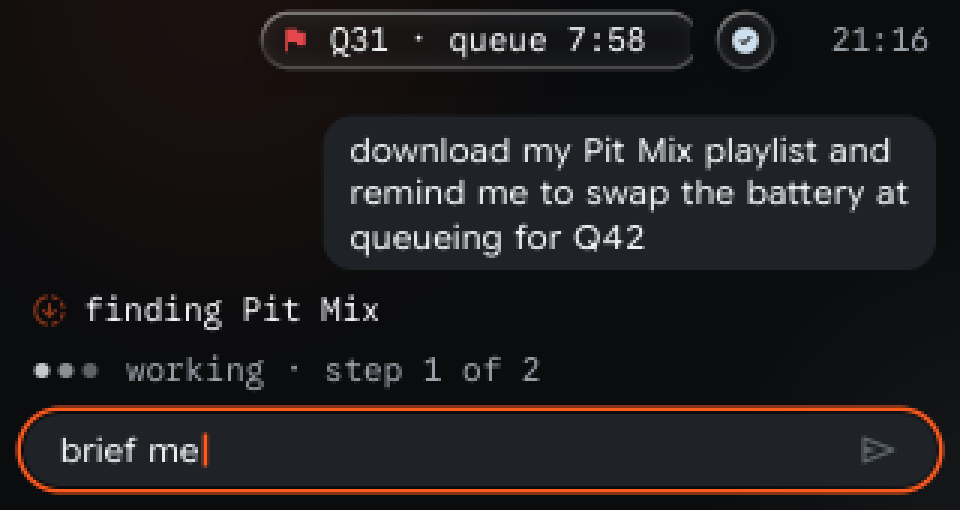 Q31 · queue 7:58
21:16
download my Pit Mix playlist and
remind me to swap the battery at
queueing for Q42
finding Pit Mix
working · step 1 of 2
brief me